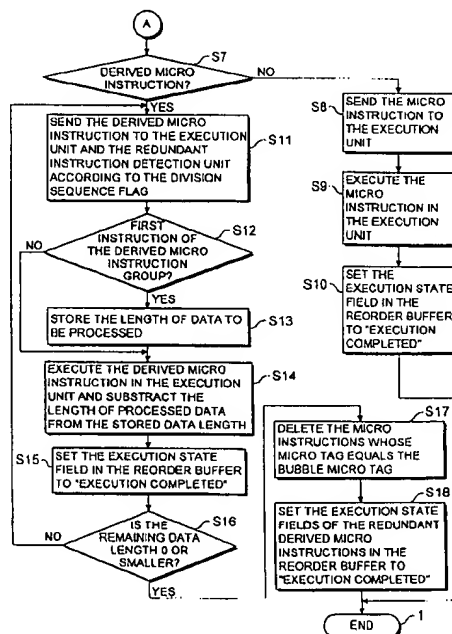 A
S7
DERIVED MICRO
INSTRUCTION?
NO
YES
SEND THE DERIVED MICRO
INSTRUCTION TO THE EXECUTION
UNIT AND THE REDUNDANT
INSTRUCTION DETECTION UNIT
ACCORDING TO THE DIVISION
SEQUENCE FLAG
S11
FIRST
INSTRUCTION OF
THE DERIVED MICRO
INSTRUCTION
GROUP?
S12
NO
YES
STORE THE LENGTH OF DATA TO
BE PROCESSED
S13
EXECUTE THE DERIVED MICRO
INSTRUCTION IN THE EXECUTION
UNIT AND SUBSTRACT THE
LENGTH OF PROCESSED DATA
FROM THE STORED DATA LENGTH
S14
S15
SET THE EXECUTION STATE
FIELD IN THE REORDER BUFFER
TO "EXECUTION COMPLETED"
S16
IS THE
REMAINING DATA
LENGTH 0 OR
SMALLER?
NO
YES
S8
SEND THE MICRO
INSTRUCTION TO
THE EXECUTION
UNIT
S9
EXECUTE THE
MICRO
INSTRUCTION IN
THE EXECUTION
UNIT
S10
SET THE
EXECUTION STATE
FIELD IN THE
REORDER BUFFER
TO "EXECUTION
COMPLETED"
S17
DELETE THE MICRO
INSTRUCTIONS WHOSE
MICRO TAG EQUALS THE
BUBBLE MICRO TAG
S18
SET THE EXECUTION STATE
FIELDS OF THE REDUNDANT
DERIVED MICRO
INSTRUCTIONS IN THE
REORDER BUFFER TO
"EXECUTION COMPLETED"
END
1